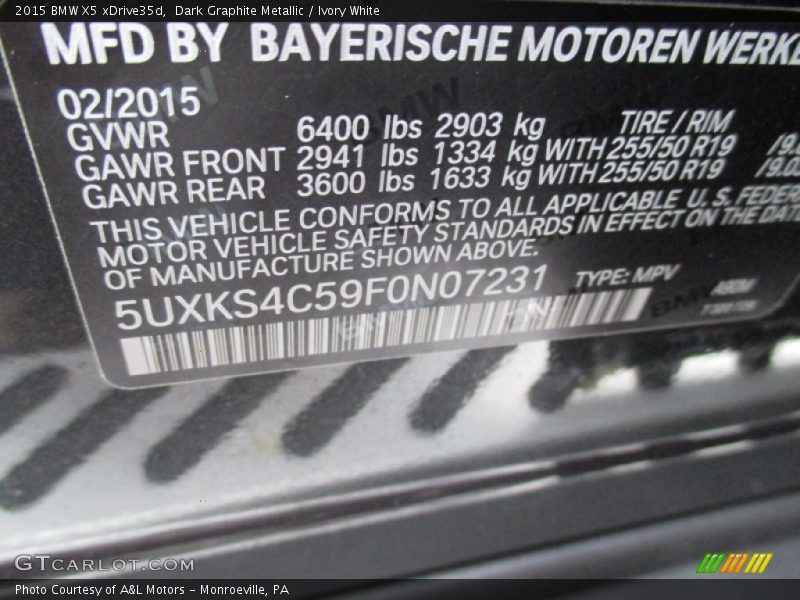 2015 BMW X5 xDrive35d,  Dark Graphite Metallic / Ivory White
MFD BY BAYERISCHE MOTOREN WERKE
02/2015
GVWR 6400 lbs 2903 kg TIRE / RIM
GAWR FRONT 2941 lbs 1334 kg WITH 255/50 R19
GAWR REAR 3600 lbs 1633 kg WITH 255/50 R19
THIS VEHICLE CONFORMS TO ALL APPLICABLE U. S. FEDER
MOTOR VEHICLE SAFETY STANDARDS IN EFFECT ON THE DATE
OF MANUFACTURE SHOWN ABOVE.
5UXKS4C59F0N07231 TYPE: MPV
GTCARLOT.COM
Photo Courtesy of A&L Motors – Monroeville, PA